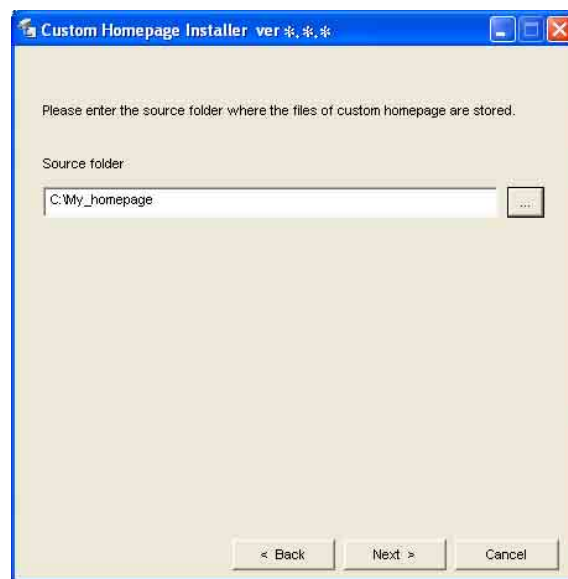 Custom Homepage Installer ver *.*.*
Please enter the source folder where the files of custom homepage are stored.
Source folder
C:\My_homepage
...
< Back
Next >
Cancel